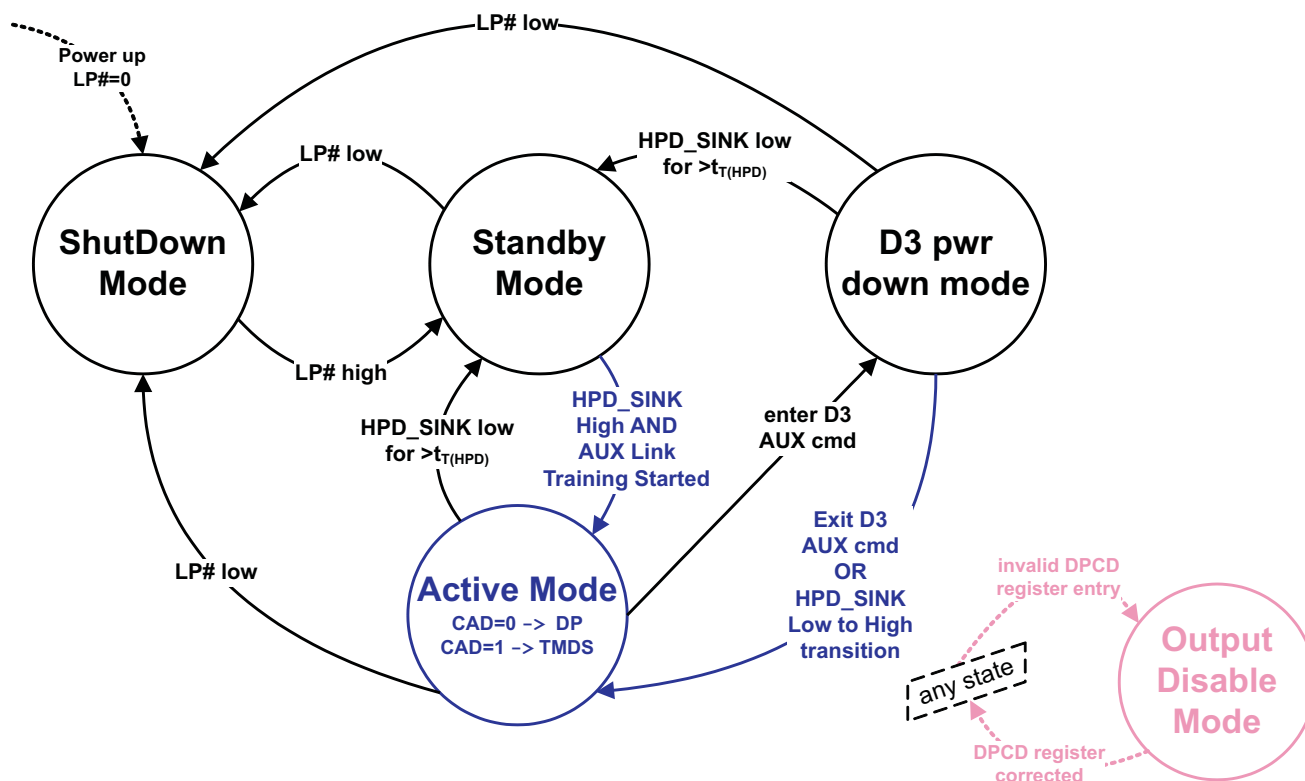 LP# low
Power up
LP#=0
LP# low
HPD_SINK low
for >tT(HPD)
ShutDown
Mode
Standby
Mode
D3 pwr
down mode
LP# high
HPD_SINK low
for >tT(HPD)
HPD_SINK
High AND
AUX Link
Training Started
enter D3
AUX cmd
Exit D3
AUX cmd
OR
HPD_SINK
Low to High
transition
LP# low
Active Mode
CAD=0 -> DP
CAD=1 -> TMDS
invalid DPCD
register entry
any state
Output
Disable
Mode
DPCD register
corrected